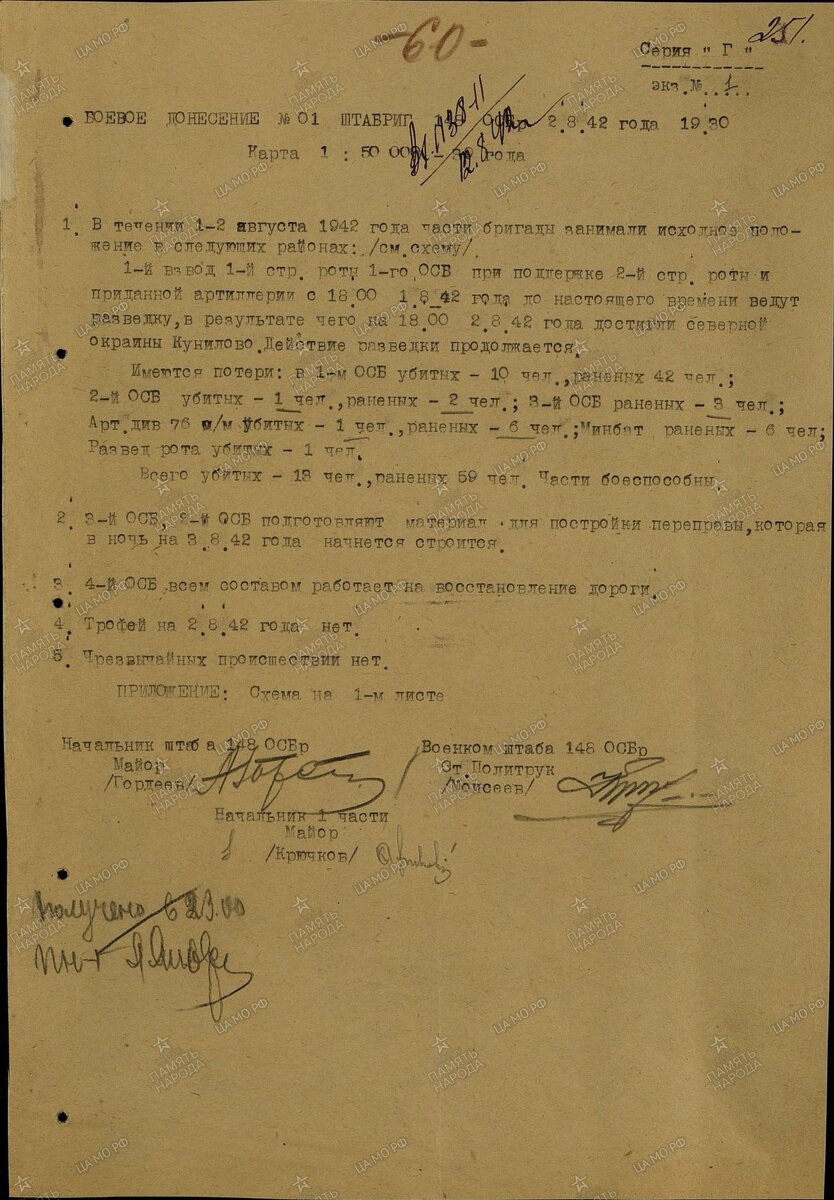 -60-
251.
Серия " Г "
экз.№..1..
БОЕВОЕ ДОНЕСЕНИЕ №01 ШТАБРИГ ОСБр 2.8.42 года 19.30
Карта 1 : 50 000 - 39 года
1. В течении 1-2 августа 1942 года части бригады занимали исходное поло-
жение в следующих районах: /см.схему/.
1-й взвод 1-й стр. роты 1-го ОСБ при поддержке 2-й стр. роты и
приданной артиллерии с 18.00 1.8.42 года до настоящего времени ведут
разведку,в результате чего на 18.00 2.8.42 года достигли северной
окраины Кунилово.Действие разведки продолжается.
Имеются потери: в 1-м ОСБ убитых - 10 чел.,раненых 42 чел.;
2-й ОСБ убитых - 1 чел.,раненых - 2 чел.; 3-й ОСБ раненых - 3 чел.;
Арт.див 76 м/м убитых - 1 чел.,раненых - 6 чел.;Минбат раненых - 6 чел;
Развед рота убитых - 1 чел.
Всего убитых - 13 чел.,раненых 59 чел. Части боеспособны.
2. 3-й ОСБ, 2-й ОСБ подготовляют материал для постройки переправы,которая
в ночь на 3.8.42 года начнется строится.
3. 4-й ОСБ всем составом работает на восстановление дороги.
4. Трофей на 2.8.42 года нет.
5. Чрезвычайных происшествий нет.
ПРИЛОЖЕНИЕ: Схема на 1-м листе
Начальник штаба 148 ОСБр
Майор
/Гордеев/
Военком штаба 148 ОСБр
Ст.Политрук
/Моисеев/
Начальник 1 части
Майор
/Крючков/
Получено в 23.00